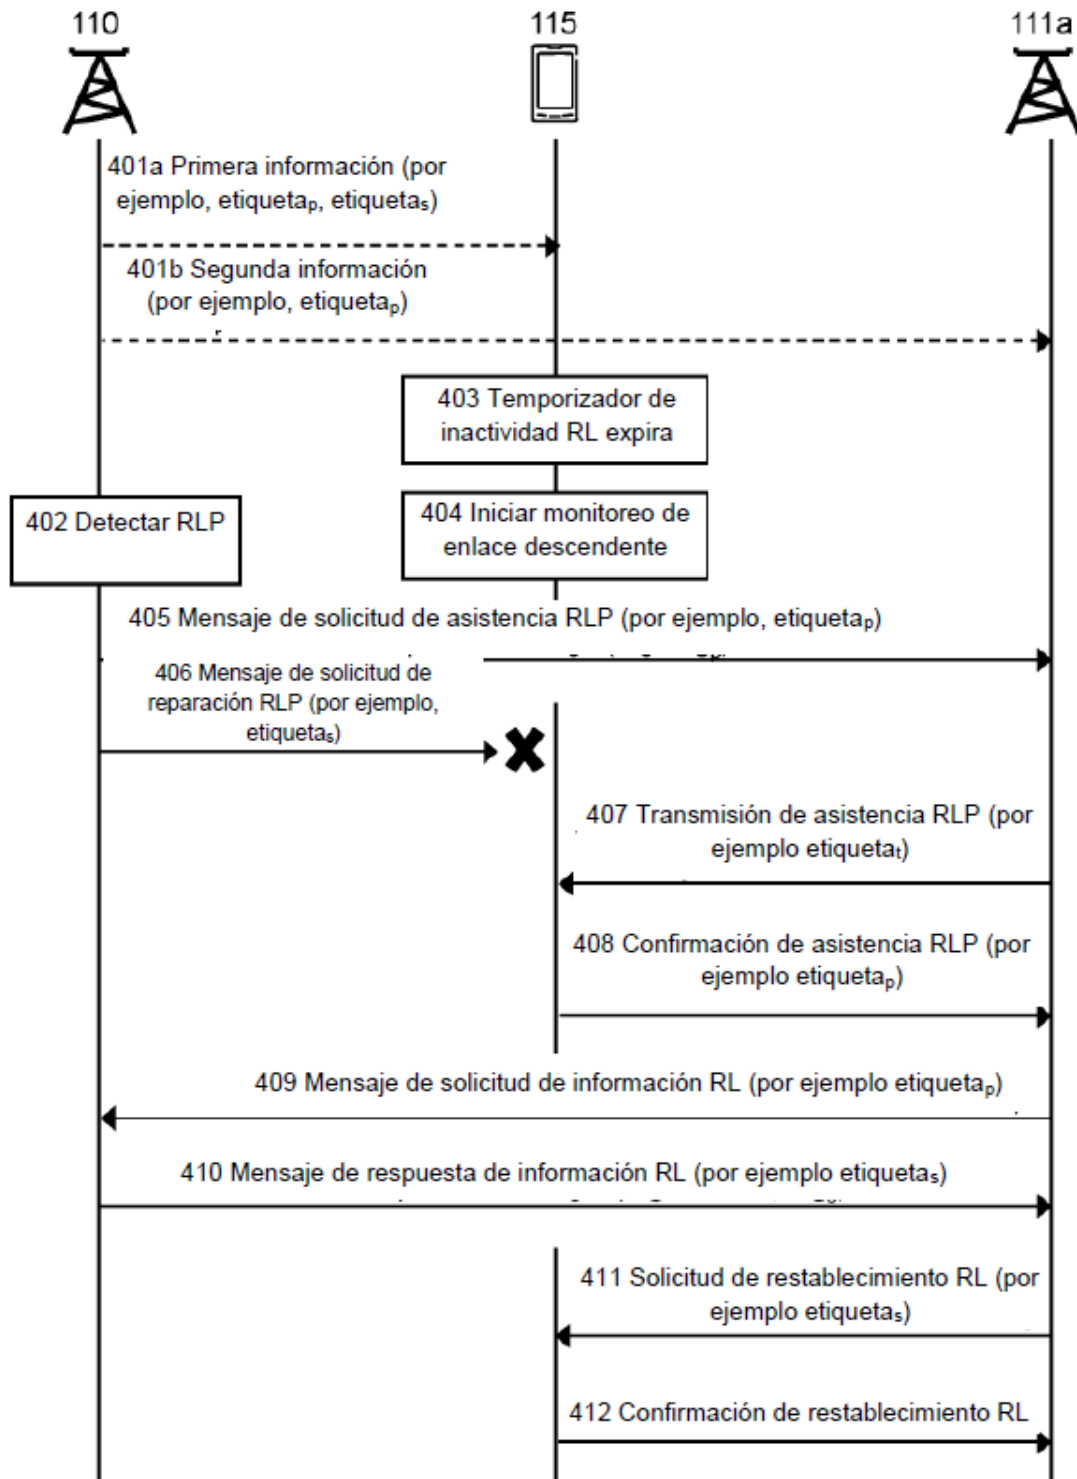 110
115
111a
401a Primera información (por
ejemplo, etiquetaₚ, etiquetaₛ)
401b Segunda información
(por ejemplo, etiquetaₚ)
403 Temporizador de
inactividad RL expira
402 Detectar RLP
404 Iniciar monitoreo de
enlace descendente
405 Mensaje de solicitud de asistencia RLP (por ejemplo, etiquetaₚ)
406 Mensaje de solicitud de
reparación RLP (por ejemplo,
etiquetaₛ)
407 Transmisión de asistencia RLP (por
ejemplo etiquetaₜ)
408 Confirmación de asistencia RLP (por
ejemplo etiquetaₚ)
409 Mensaje de solicitud de información RL (por ejemplo etiquetaₚ)
410 Mensaje de respuesta de información RL (por ejemplo etiquetaₛ)
411 Solicitud de restablecimiento RL (por
ejemplo etiquetaₛ)
412 Confirmación de restablecimiento RL